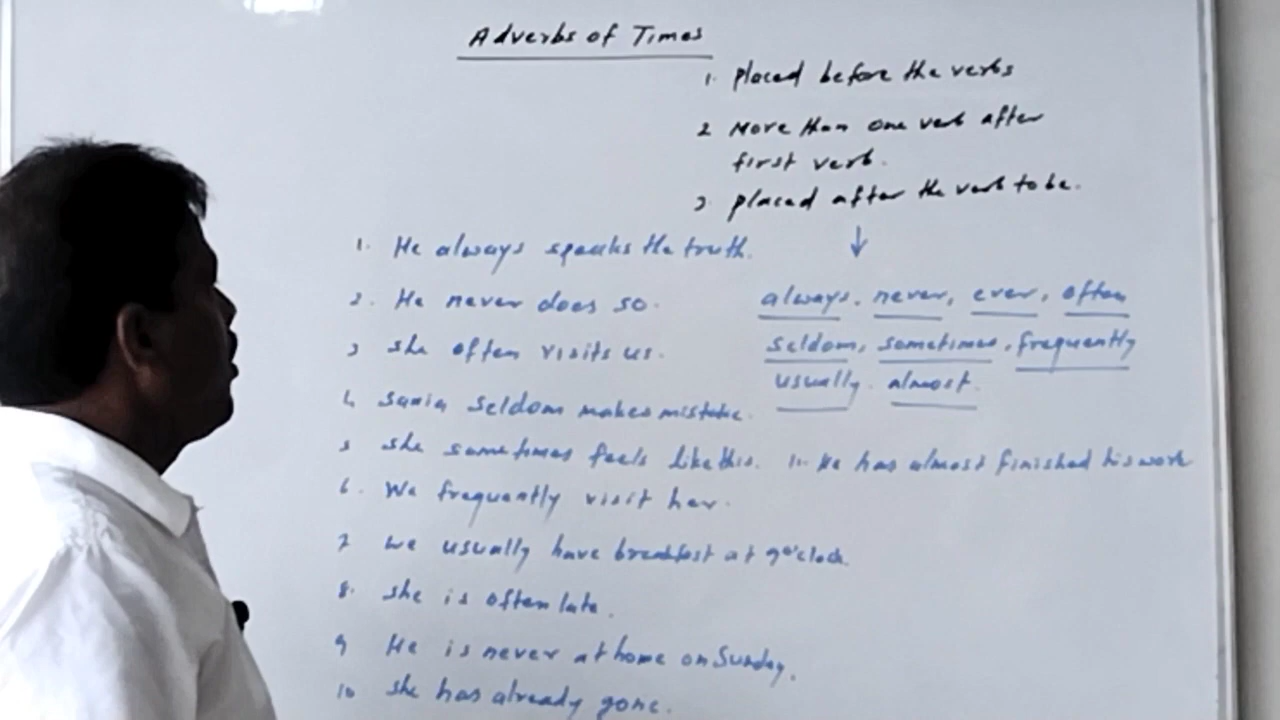 Adverbs of Times
1. placed before the verbs
2 More than one verb after
first verb.
3 placed after the verb to be.
1. He always speaks the truth.
2. He never does so.
3 she often visits us.
4 Sania seldom makes mistake.
5 she sometimes feels like this.
6. We frequently visit her.
7 We usually have breakfast at 9 o'clock.
8. she is often late.
9 He is never at home on Sunday.
10 she has already gone.
always, never, ever, often
seldom, sometimes, frequently
usually. almost.
11. He has almost finished his work